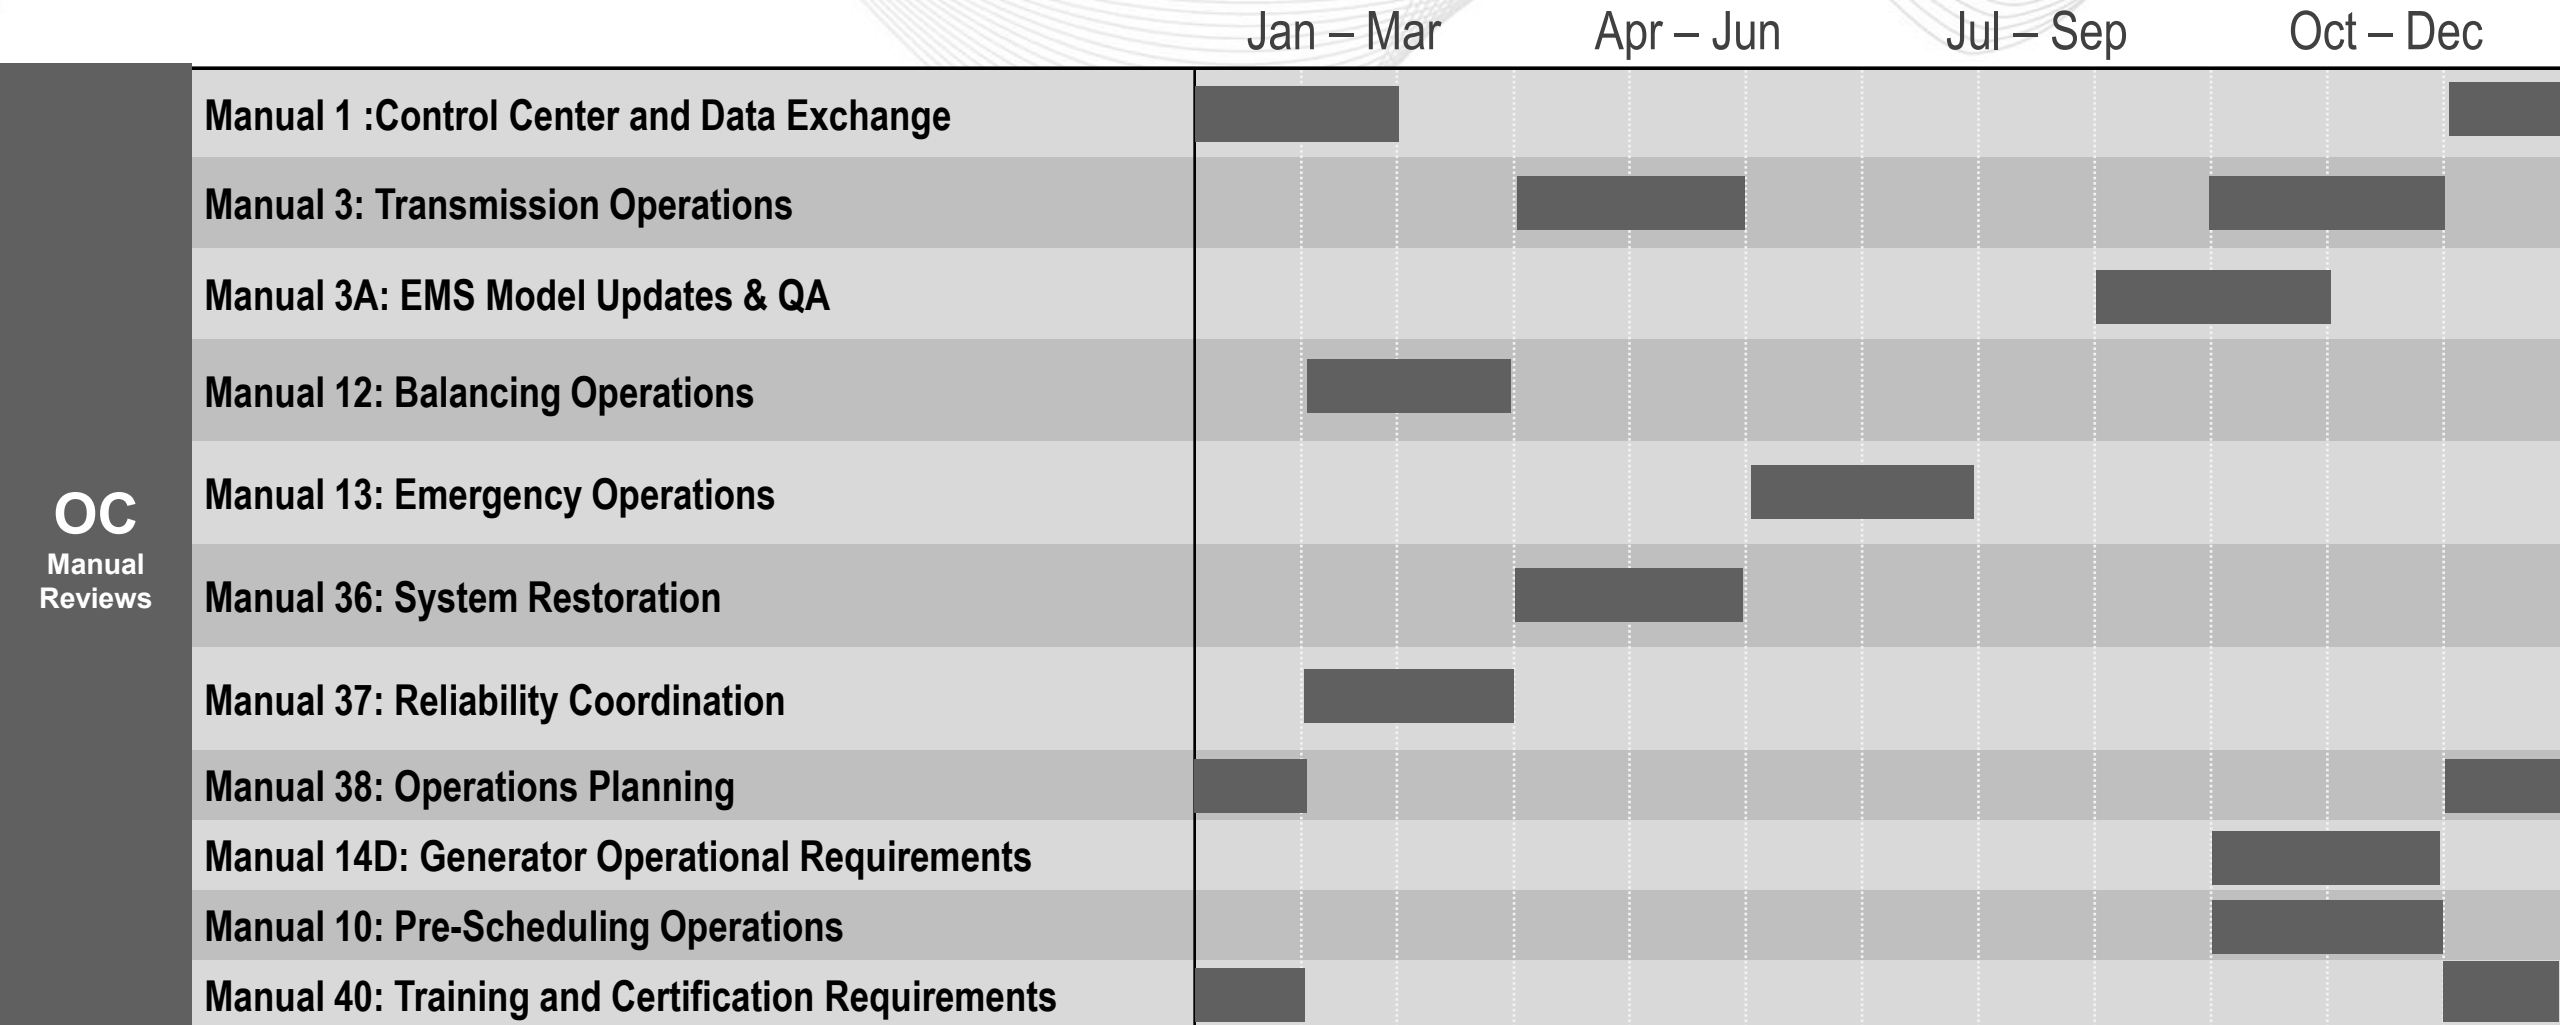 Jan – Mar Apr – Jun Jul – Sep Oct – Dec
OC
Manual
Reviews
Manual 1 :Control Center and Data Exchange
Manual 3: Transmission Operations
Manual 3A: EMS Model Updates & QA
Manual 12: Balancing Operations
Manual 13: Emergency Operations
Manual 36: System Restoration
Manual 37: Reliability Coordination
Manual 38: Operations Planning
Manual 14D: Generator Operational Requirements
Manual 10: Pre-Scheduling Operations
Manual 40: Training and Certification Requirements